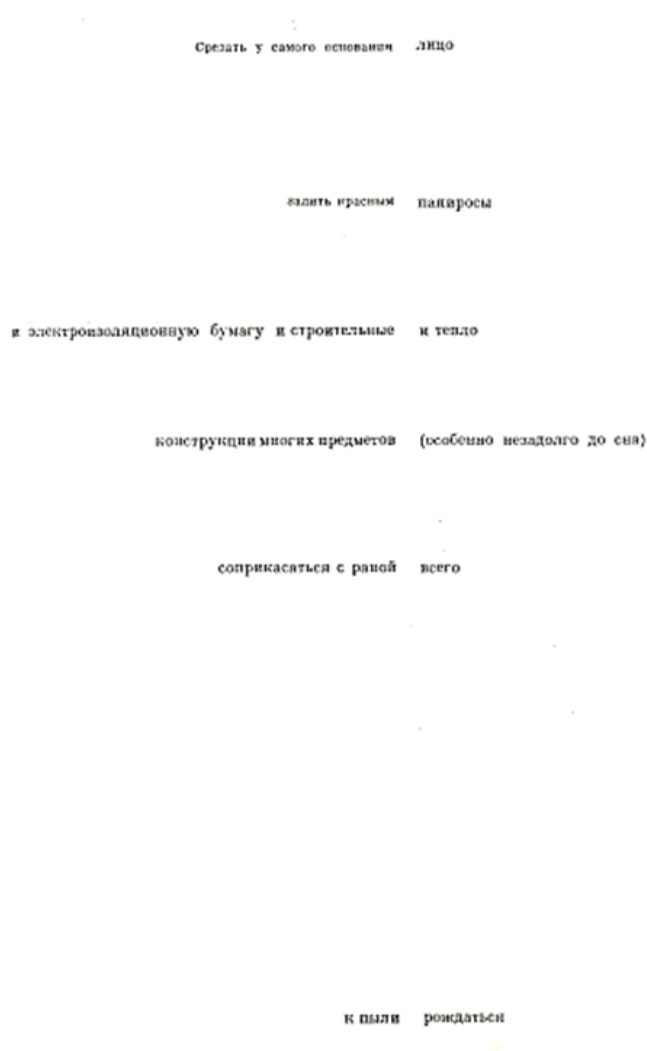 Срезать у самого основания лицо
залить красным папиросы
и электроизоляционную бумагу и строительные и тепло
конструкции многих предметов (особенно незадолго до сна)
соприкасаться с раной всего
к пыли рождаться